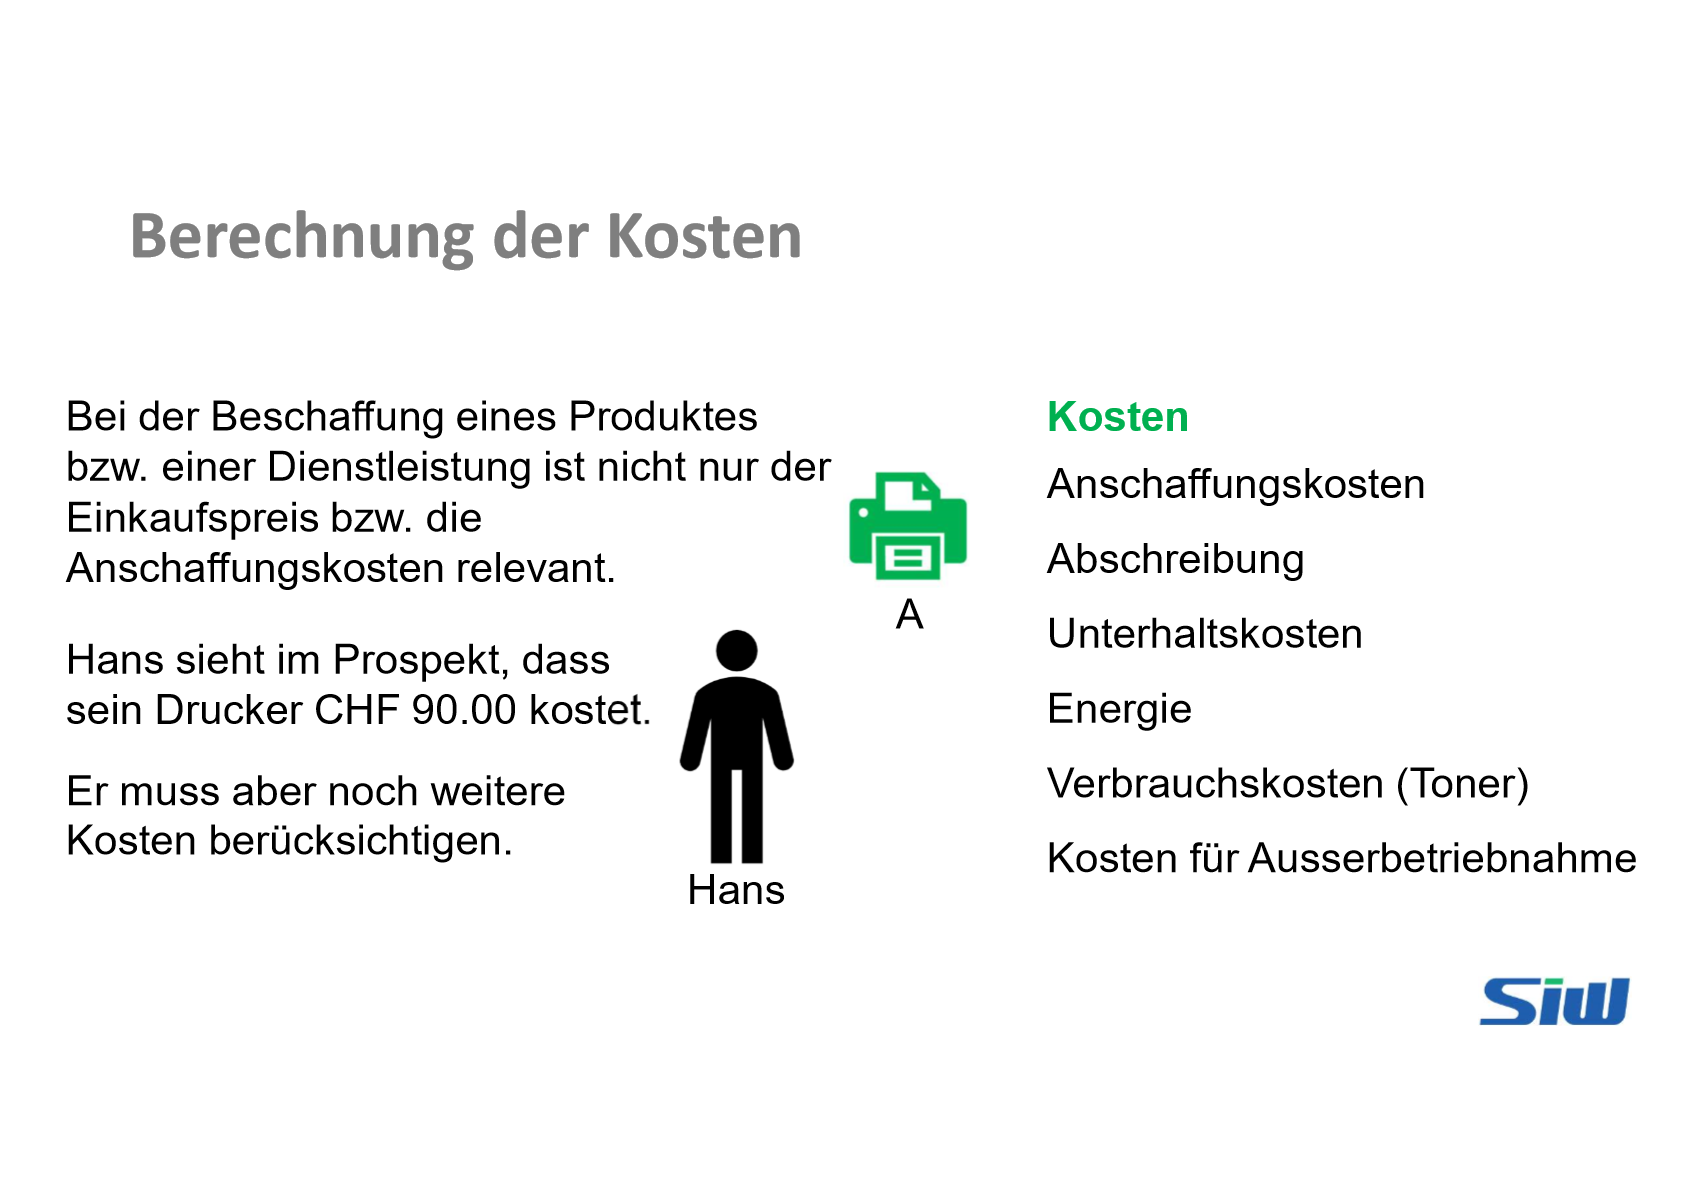 Berechnung der Kosten
Bei der Beschaffung eines Produktes
bzw. einer Dienstleistung ist nicht nur der
Einkaufspreis bzw. die
Anschaffungskosten relevant.
Hans sieht im Prospekt, dass
sein Drucker CHF 90.00 kostet.
Er muss aber noch weitere
Kosten berücksichtigen.
Hans
A
Kosten
Anschaffungskosten
Abschreibung
Unterhaltskosten
Energie
Verbrauchskosten (Toner)
Kosten für Ausserbetriebnahme
Siw